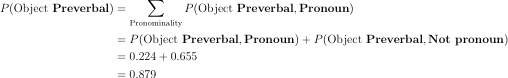 P(Object Preverbal) = ∑_{Pronominality} P(Object Preverbal, Pronoun)
= P(Object Preverbal, Pronoun) + P(Object Preverbal, Not pronoun)
= 0.224 + 0.655
= 0.879